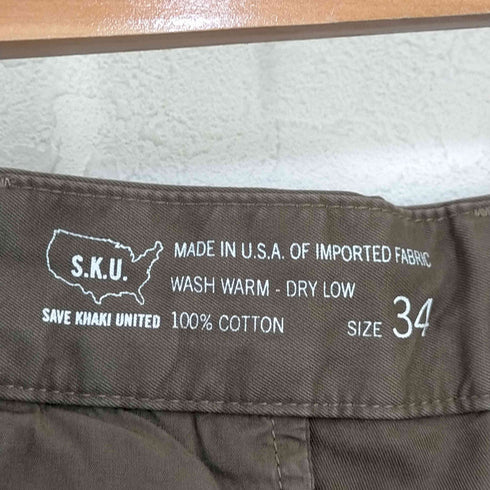 S.K.U.
SAVE KHAKI UNITED
MADE IN U.S.A. OF IMPORTED FABRIC
WASH WARM - DRY LOW
100% COTTON
SIZE 34